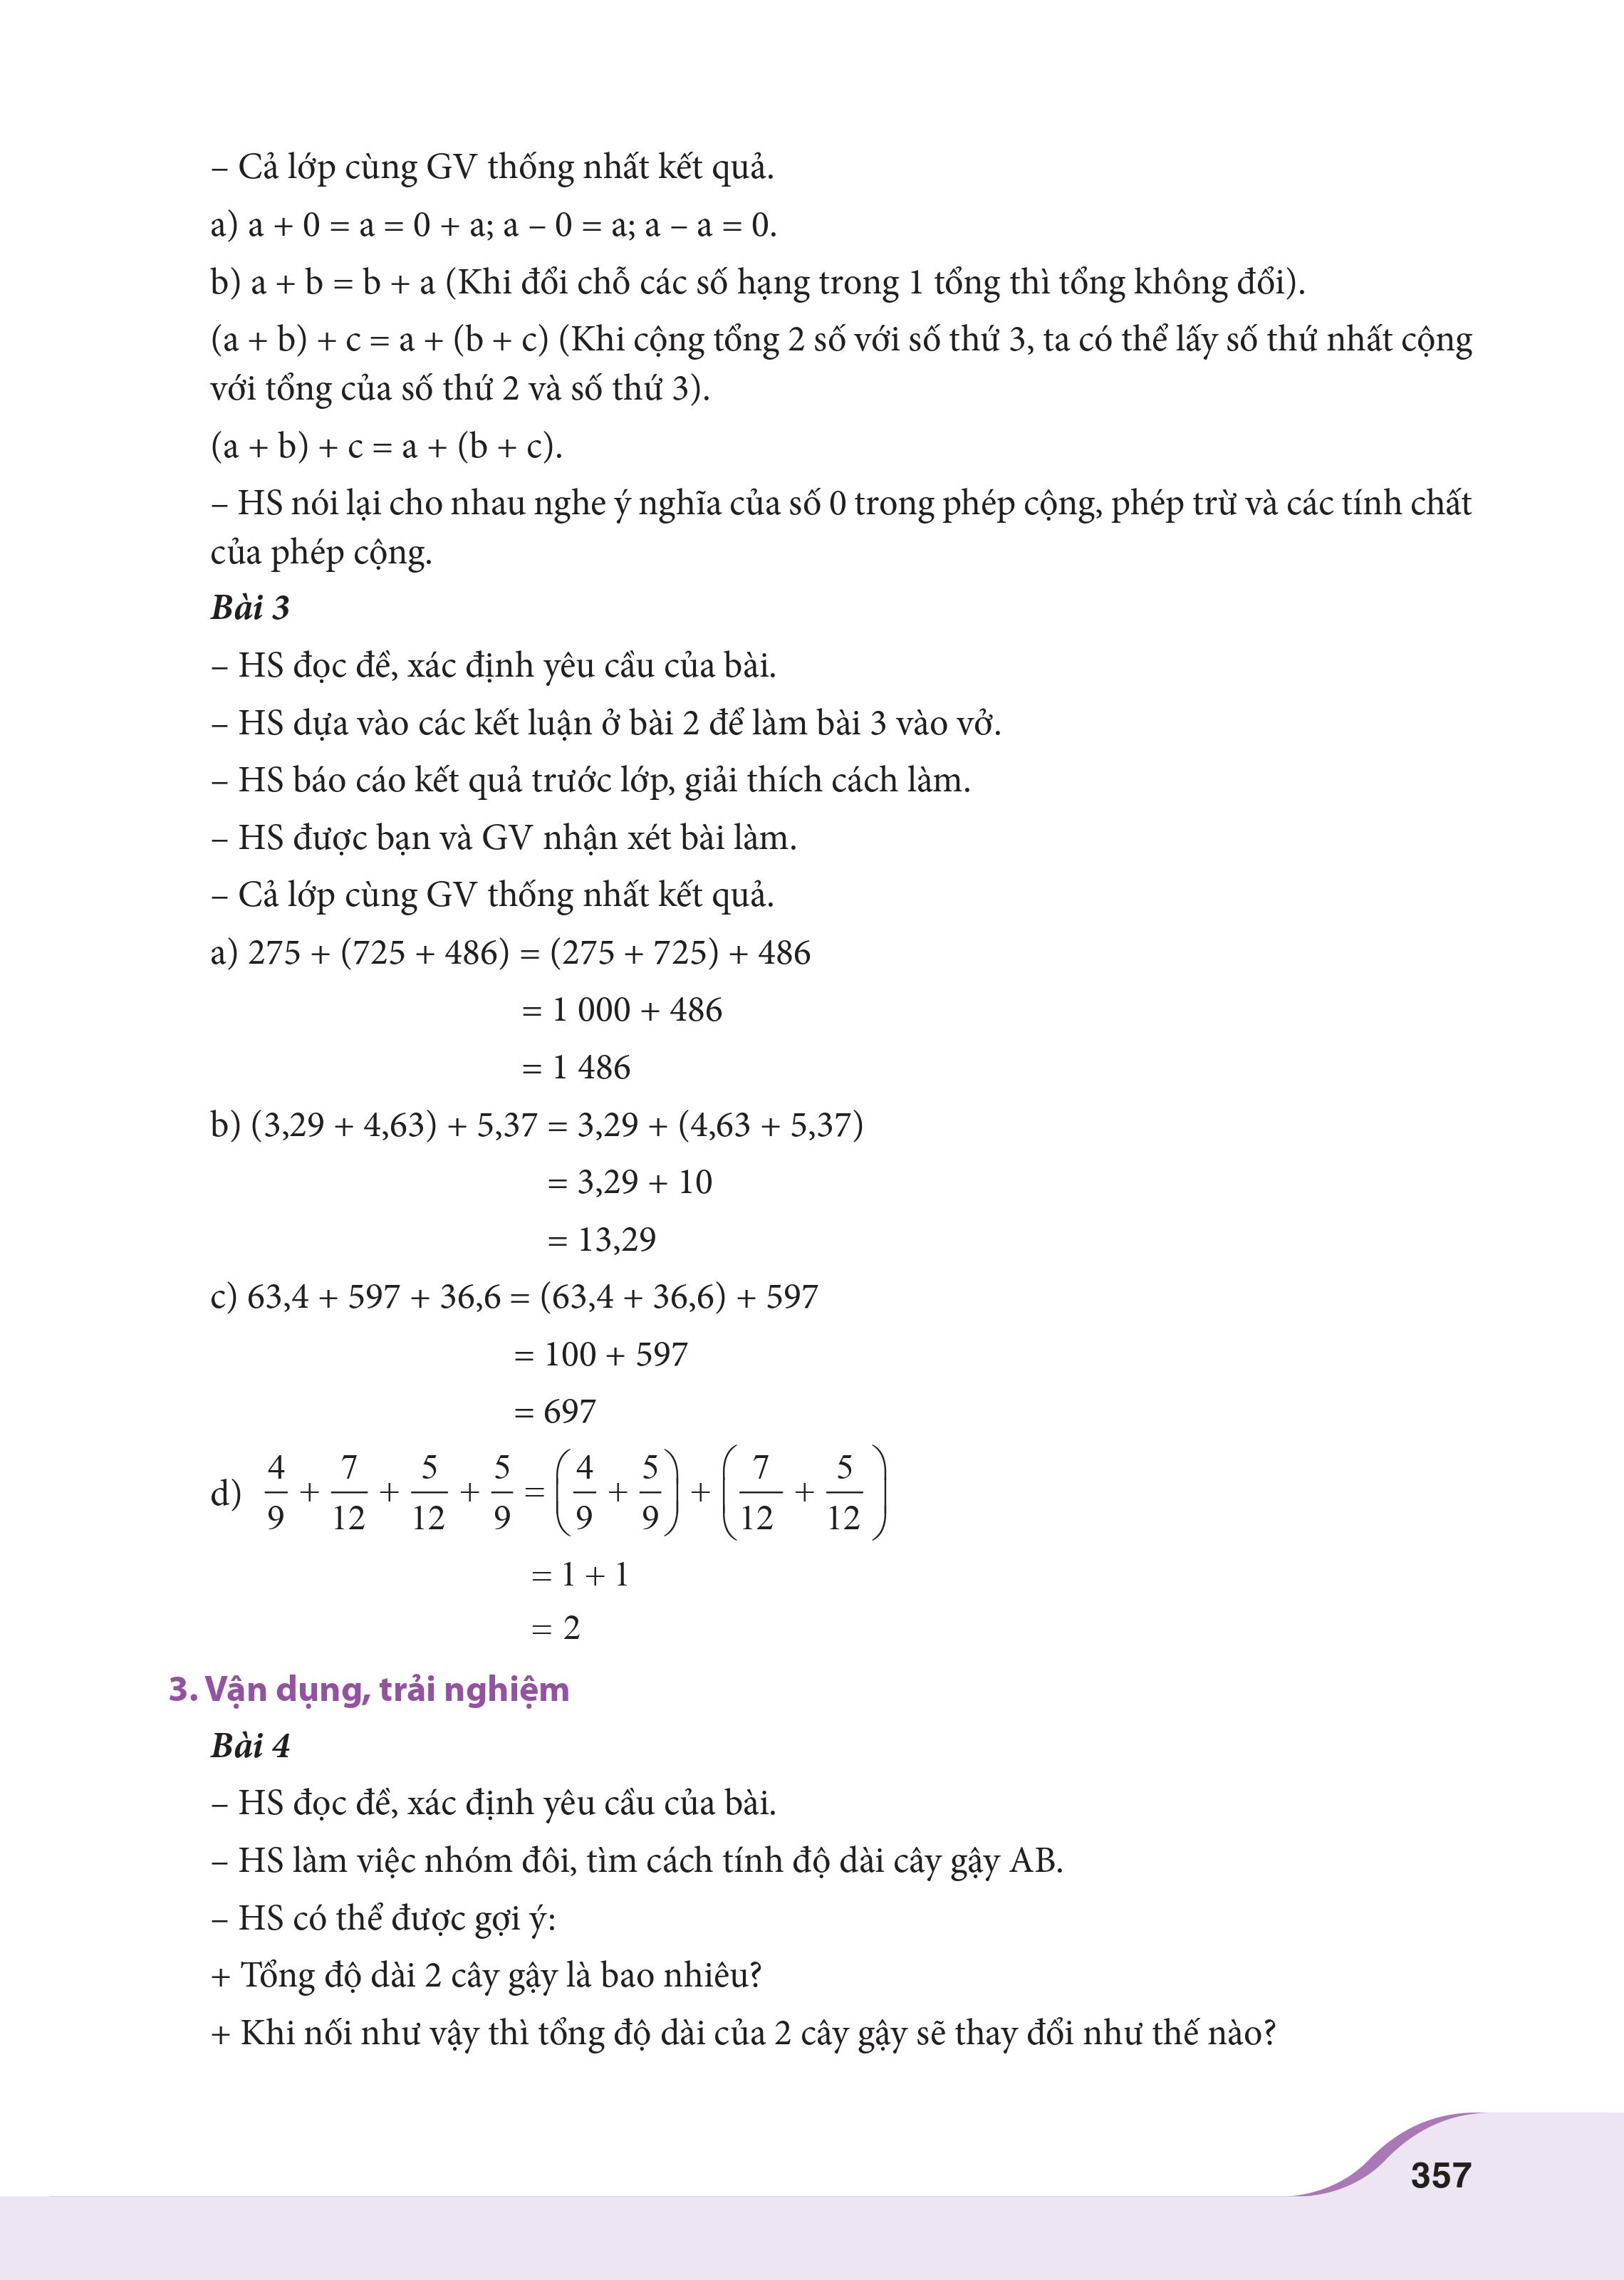 – Cả lớp cùng GV thống nhất kết quả.
a) a + 0 = a = 0 + a; a – 0 = a; a – a = 0.
b) a + b = b + a (Khi đổi chỗ các số hạng trong 1 tổng thì tổng không đổi).
(a + b) + c = a + (b + c) (Khi cộng tổng 2 số với số thứ 3, ta có thể lấy số thứ nhất cộng
với tổng của số thứ 2 và số thứ 3).
(a + b) + c = a + (b + c).
– HS nói lại cho nhau nghe ý nghĩa của số 0 trong phép cộng, phép trừ và các tính chất
của phép cộng.
Bài 3
– HS đọc đề, xác định yêu cầu của bài.
– HS dựa vào các kết luận ở bài 2 để làm bài 3 vào vở.
– HS báo cáo kết quả trước lớp, giải thích cách làm.
– HS được bạn và GV nhận xét bài làm.
– Cả lớp cùng GV thống nhất kết quả.
a) 275 + (725 + 486) = (275 + 725) + 486
= 1 000 + 486
= 1 486
b) (3,29 + 4,63) + 5,37 = 3,29 + (4,63 + 5,37)
= 3,29 + 10
= 13,29
c) 63,4 + 597 + 36,6 = (63,4 + 36,6) + 597
= 100 + 597
= 697
d) 4/9 + 7/12 + 5/12 + 5/9 = (4/9 + 5/9) + (7/12 + 5/12)
= 1 + 1
= 2
3. Vận dụng, trải nghiệm
Bài 4
– HS đọc đề, xác định yêu cầu của bài.
– HS làm việc nhóm đôi, tìm cách tính độ dài cây gậy AB.
– HS có thể được gợi ý:
+ Tổng độ dài 2 cây gậy là bao nhiêu?
+ Khi nối như vậy thì tổng độ dài của 2 cây gậy sẽ thay đổi như thế nào?
357